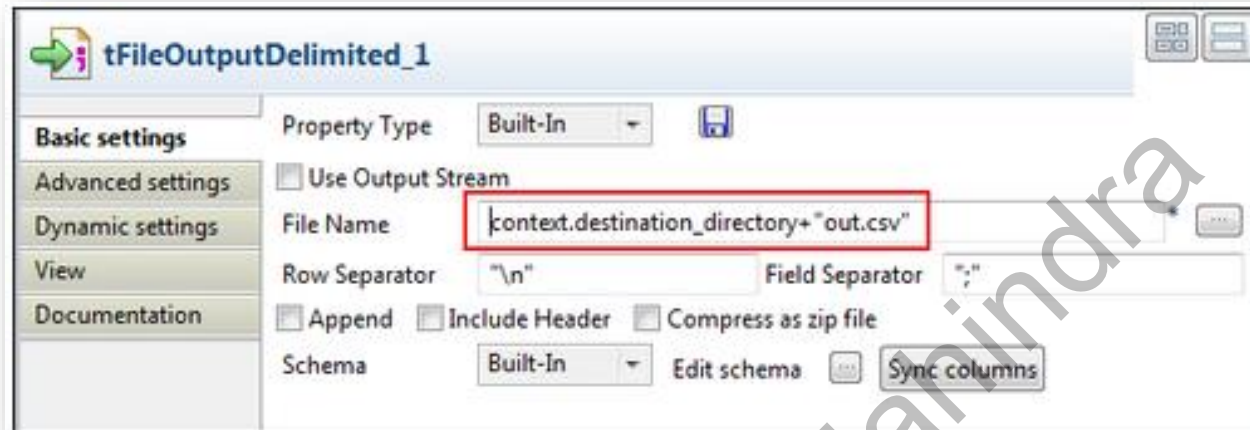 tFileOutputDelimited_1
Basic settings
Property Type Built-In
Advanced settings
Use Output Stream
Dynamic settings
File Name context.destination_directory+"out.csv" * ...
View
Row Separator "\n" Field Separator ";"
Documentation
Append Include Header Compress as zip file
Schema Built-In Edit schema ... Sync columns